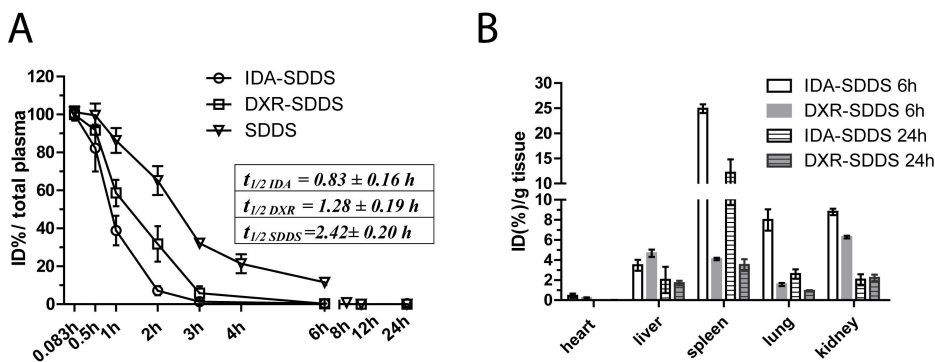 A
ID%/ total plasma
120
100
80
60
40
20
0
0.083h
0.5h
1h
2h
3h
4h
6h
8h
12h
24h
IDA-SDDS
DXR-SDDS
SDDS
t1/2 IDA = 0.83 ± 0.16 h
t1/2 DXR = 1.28 ± 0.19 h
t1/2 SDDS =2.42± 0.20 h
B
ID(%)/g tissue
30
25
20
15
10
10
8
6
4
2
0
heart
liver
spleen
lung
kidney
IDA-SDDS 6h
DXR-SDDS 6h
IDA-SDDS 24h
DXR-SDDS 24h